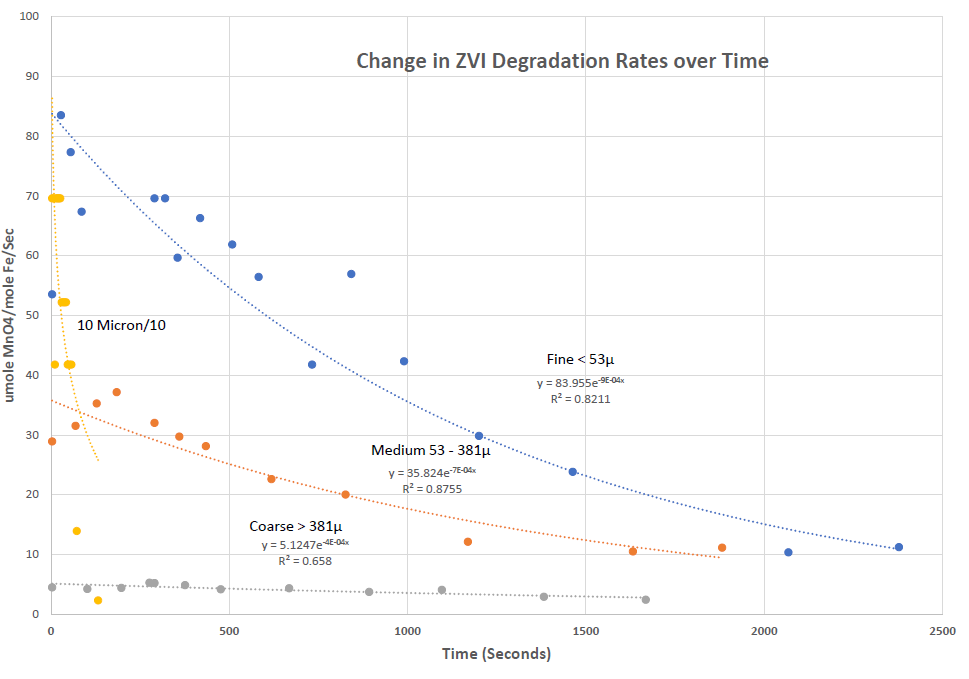 Change in ZVI Degradation Rates over Time
umole MnO4/mole Fe/Sec
100
90
80
70
60
50
40
30
20
10
0
10 Micron/10
Fine < 53µ
y = 83.955e^-9E-04x
R² = 0.8211
Medium 53 - 381µ
y = 35.824e^-7E-04x
R² = 0.8755
Coarse > 381µ
y = 5.1247e^-4E-04x
R² = 0.658
0 500 1000 1500 2000 2500
Time (Seconds)